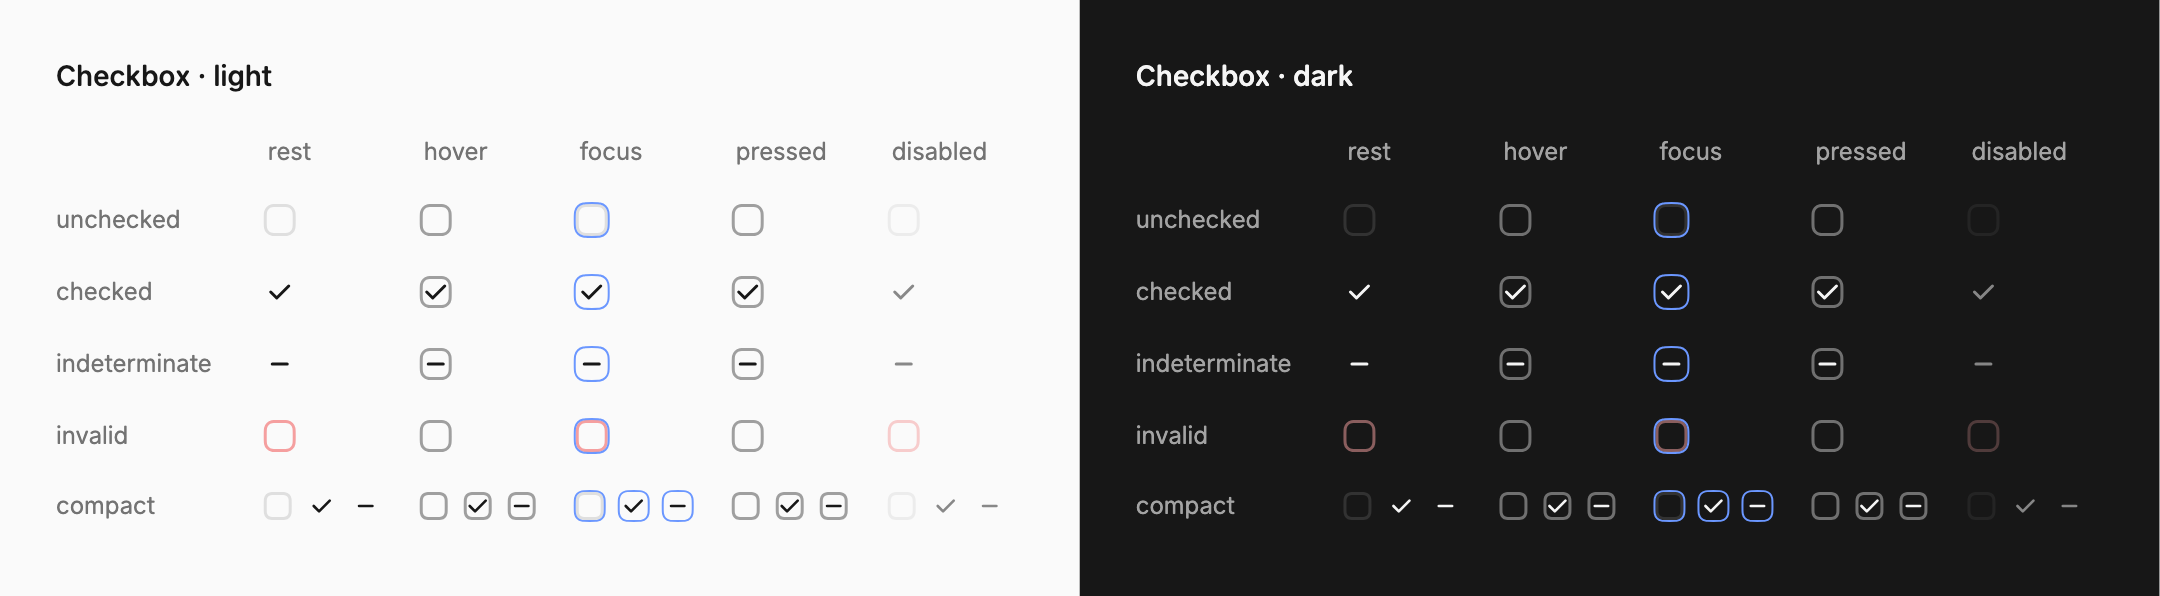 Checkbox · light
rest hover focus pressed disabled
unchecked
checked
indeterminate
invalid
compact
Checkbox · dark
rest hover focus pressed disabled
unchecked
checked
indeterminate
invalid
compact